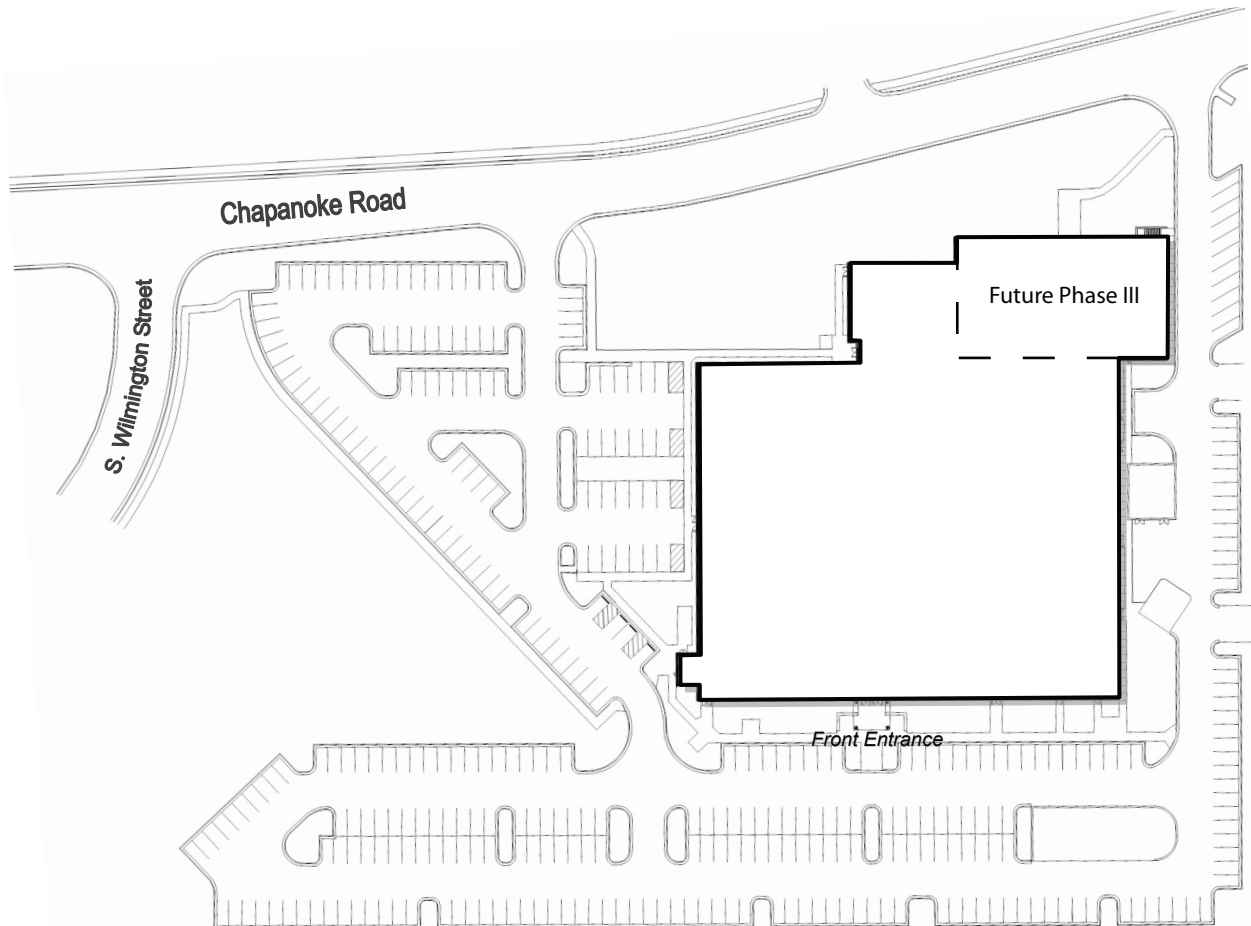 Chapanoke Road
S. Wilmington Street
Future Phase III
Front Entrance